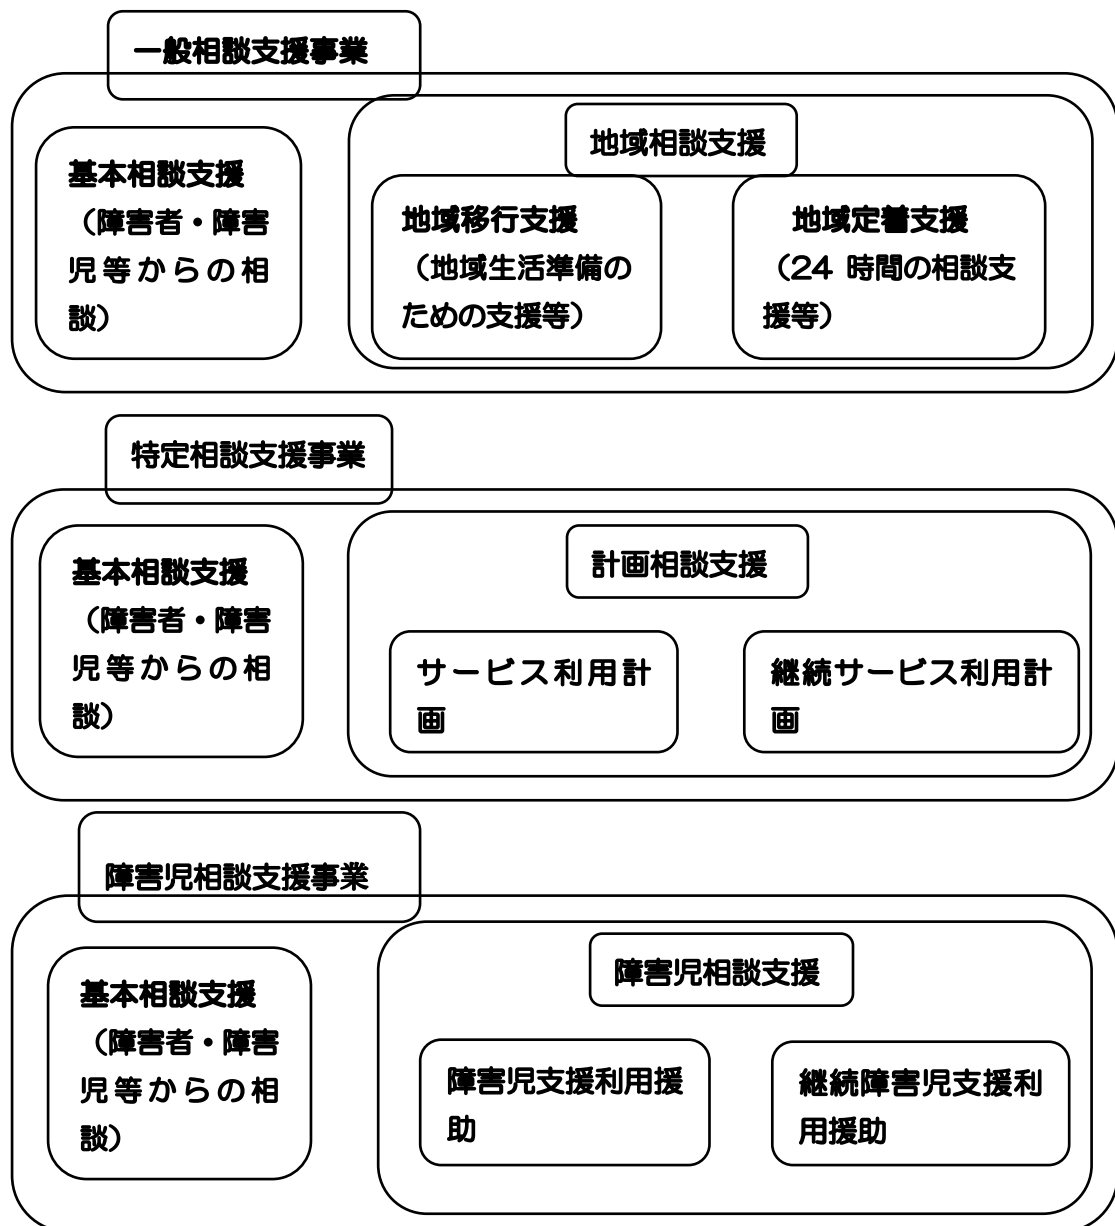 一般相談支援事業
基本相談支援
（障害者・障害
児等からの相
談）
地域相談支援
地域移行支援
（地域生活準備の
ための支援等）
地域定着支援
（24 時間の相談支
援等）
特定相談支援事業
基本相談支援
（障害者・障害
児等からの相
談）
計画相談支援
サービス利用計
画
継続サービス利用計
画
障害児相談支援事業
基本相談支援
（障害者・障害
児等からの相
談）
障害児相談支援
障害児支援利用援
助
継続障害児支援利
用援助